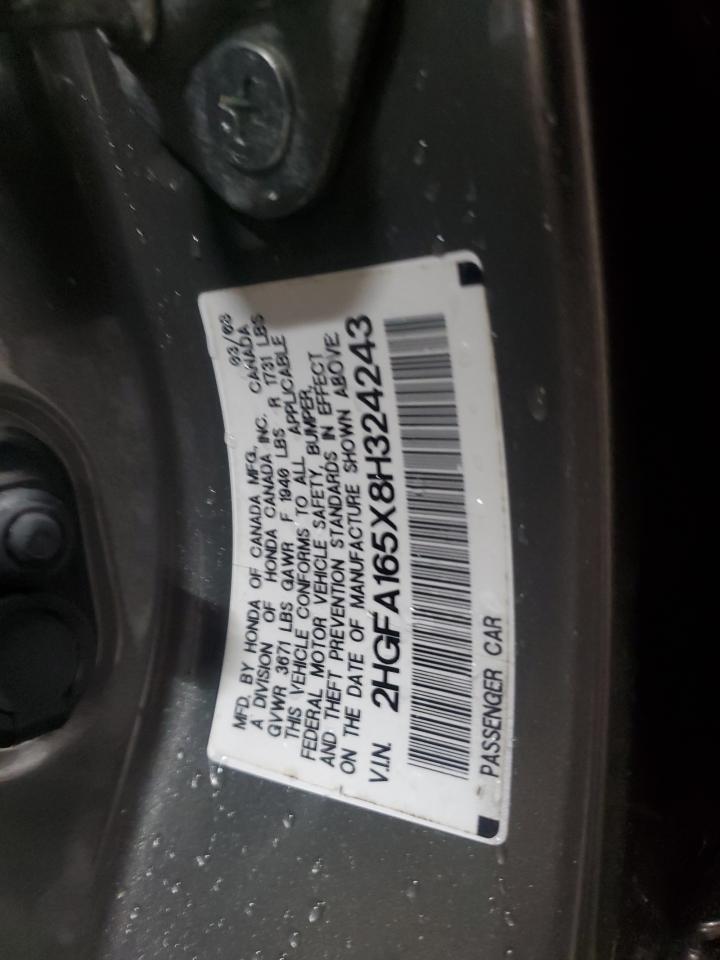 MFD. BY HONDA OF CANADA MFG., 03/08
A DIVISION OF HONDA CANADA INC. CANADA
GVWR 3671 LBS GAWR F 1940 LBS R 1731 LBS
THIS VEHICLE CONFORMS TO ALL APPLICABLE
FEDERAL MOTOR VEHICLE SAFETY, BUMPER,
AND THEFT PREVENTION STANDARDS IN EFFECT
ON THE DATE OF MANUFACTURE SHOWN ABOVE:
V.I.N. 2HGFA165X8H324243
PASSENGER CAR